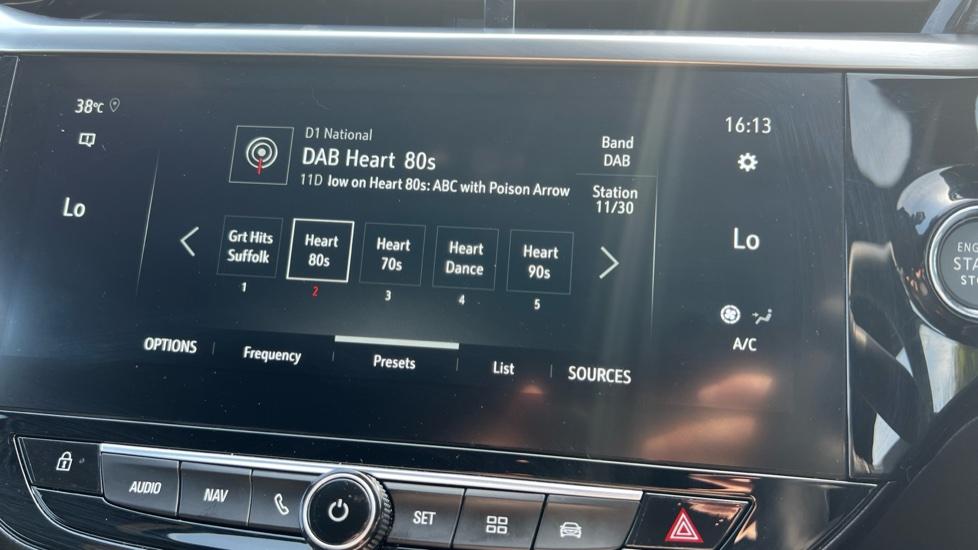 38°C
16:13
D1 National
DAB Heart 80s
11D low on Heart 80s: ABC with Poison Arrow
Band
DAB
Station
11/30
Lo
Lo
Grt Hits
Suffolk
1
Heart
80s
2
Heart
70s
3
Heart
Dance
4
Heart
90s
5
A/C
OPTIONS
Frequency
Presets
List
SOURCES
AUDIO
NAV
SET